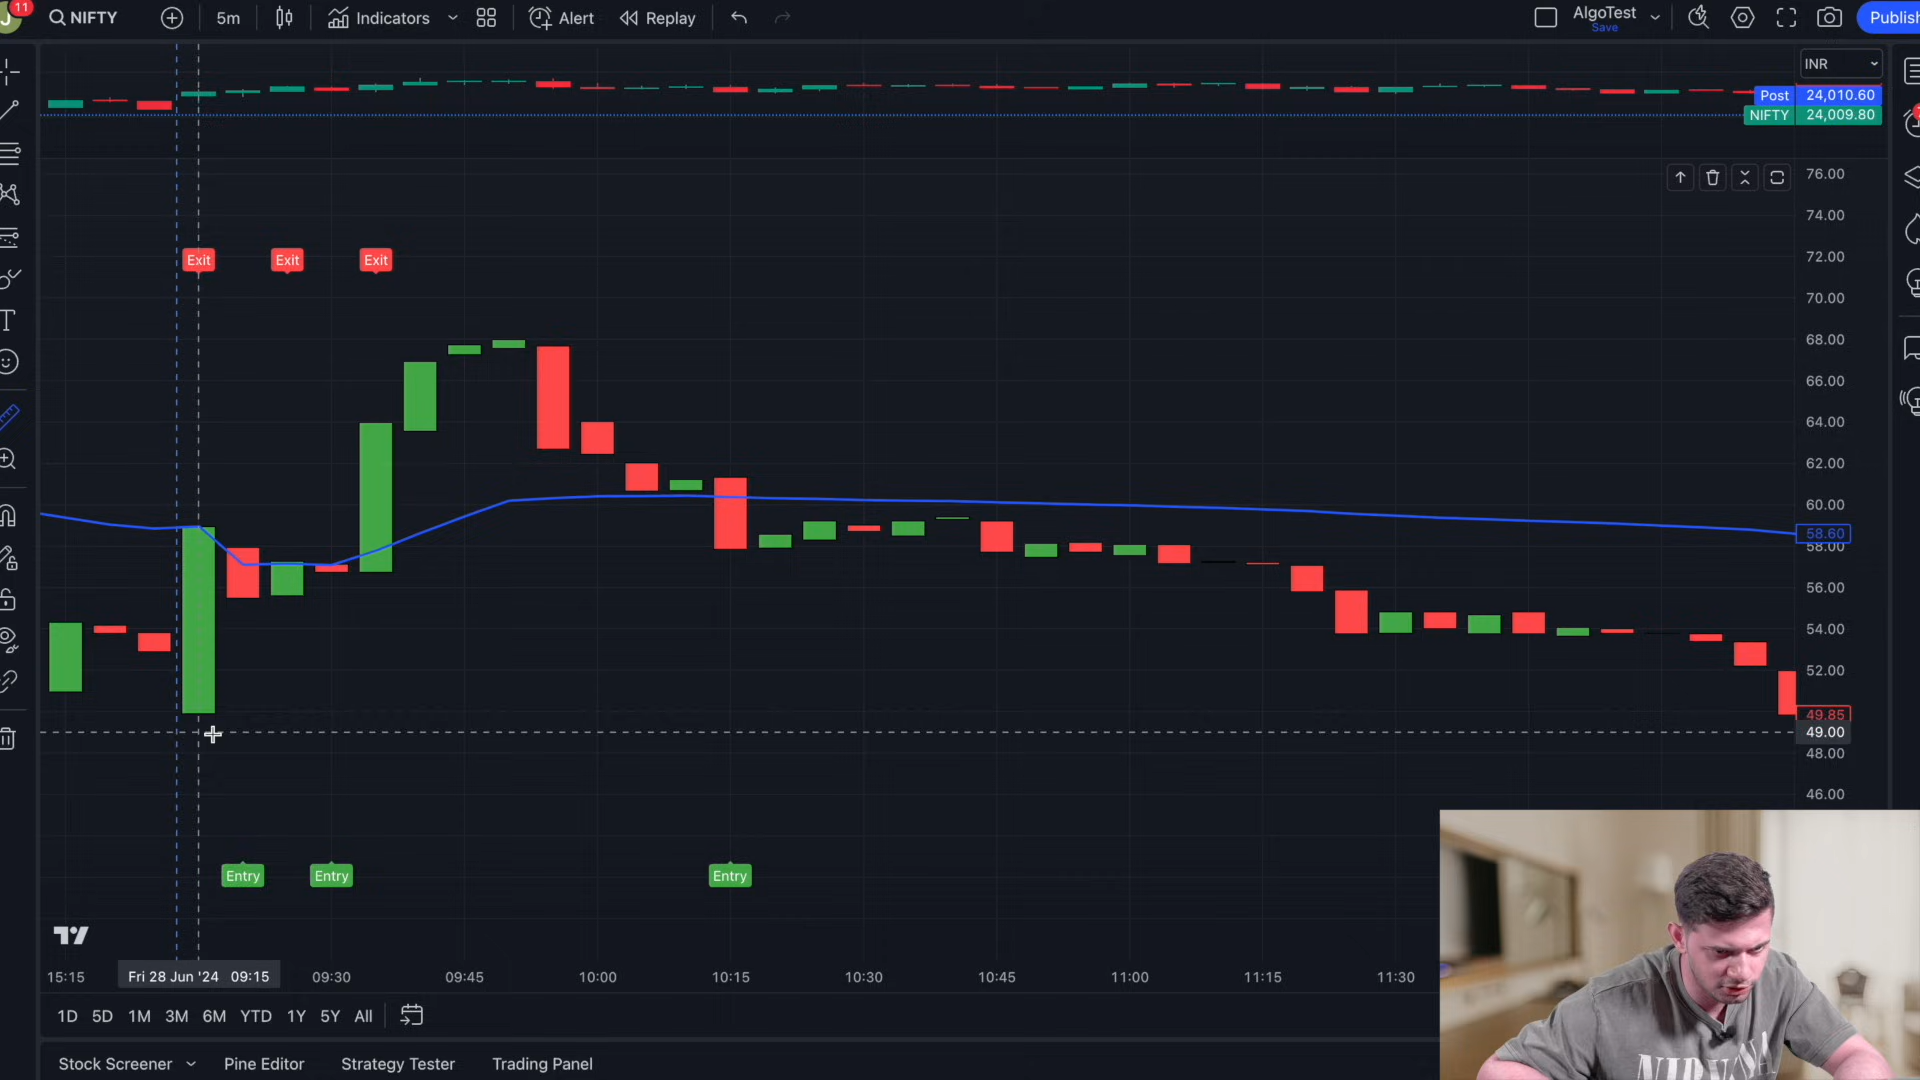 11
NIFTY
5m
Indicators
Alert
Replay
AlgoTest
Save
Publish
INR
Post 24,010.60
NIFTY 24,009.80
76.00
74.00
72.00
70.00
68.00
66.00
64.00
62.00
60.00
58.60
58.00
56.00
54.00
52.00
49.85
49.00
48.00
46.00
Exit Exit Exit
Entry Entry Entry
15:15 Fri 28 Jun '24 09:15 09:30 09:45 10:00 10:15 10:30 10:45 11:00 11:15 11:30
1D 5D 1M 3M 6M YTD 1Y 5Y All
Stock Screener Pine Editor Strategy Tester Trading Panel
NIRVANA